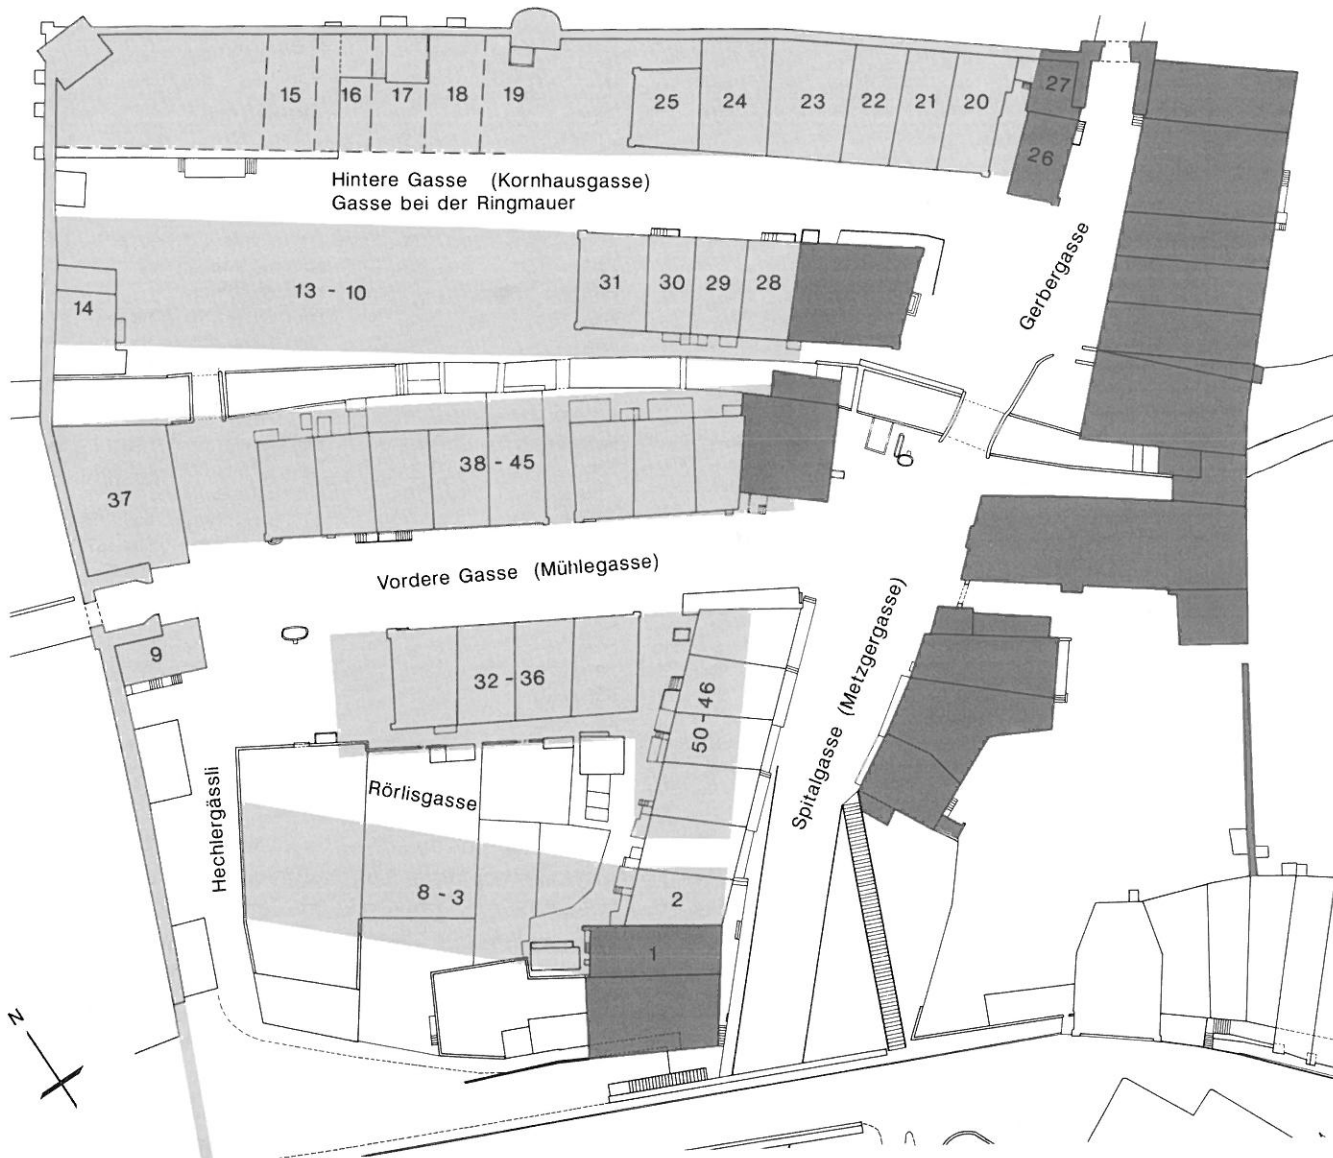 15
16
17
18
19
25
24
23
22
21
20
27
26
Hintere Gasse (Kornhausgasse)
Gasse bei der Ringmauer
Gerbergasse
13 - 10
14
31
30
29
28
37
38 - 45
Vordere Gasse (Mühlegasse)
9
32 - 36
50 - 46
Spitalgasse (Metzgergasse)
Hechlergässli
Rörlisgasse
8 - 3
2
1
N